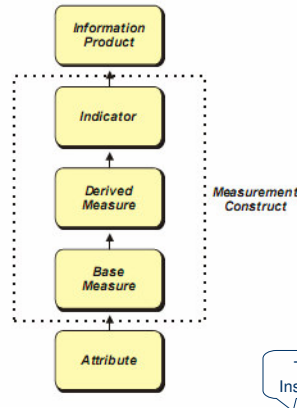 Information
Product
Indicator
Derived
Measure
Measurement
Construct
Base
Measure
Attribute